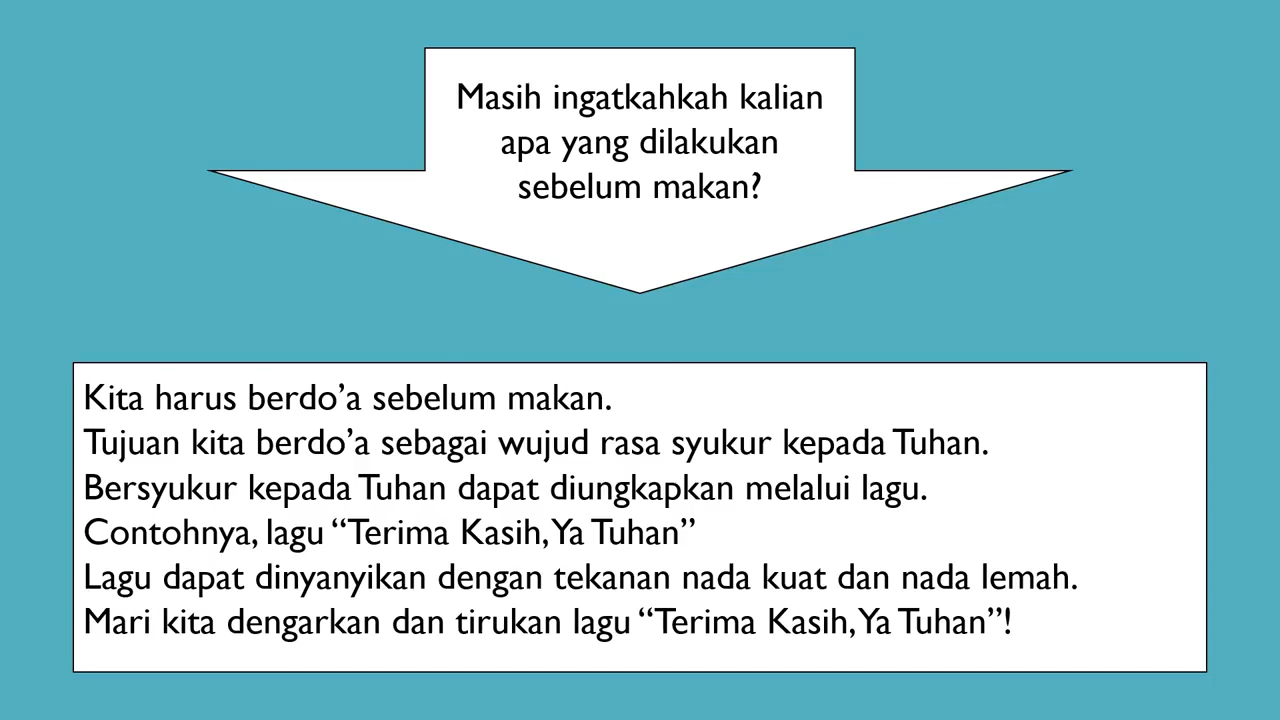 Masih ingatkahkah kalian
apa yang dilakukan
sebelum makan?
Kita harus berdo’a sebelum makan.
Tujuan kita berdo’a sebagai wujud rasa syukur kepada Tuhan.
Bersyukur kepada Tuhan dapat diungkapkan melalui lagu.
Contohnya, lagu “Terima Kasih, Ya Tuhan”
Lagu dapat dinyanyikan dengan tekanan nada kuat dan nada lemah.
Mari kita dengarkan dan tirukan lagu “Terima Kasih, Ya Tuhan”!